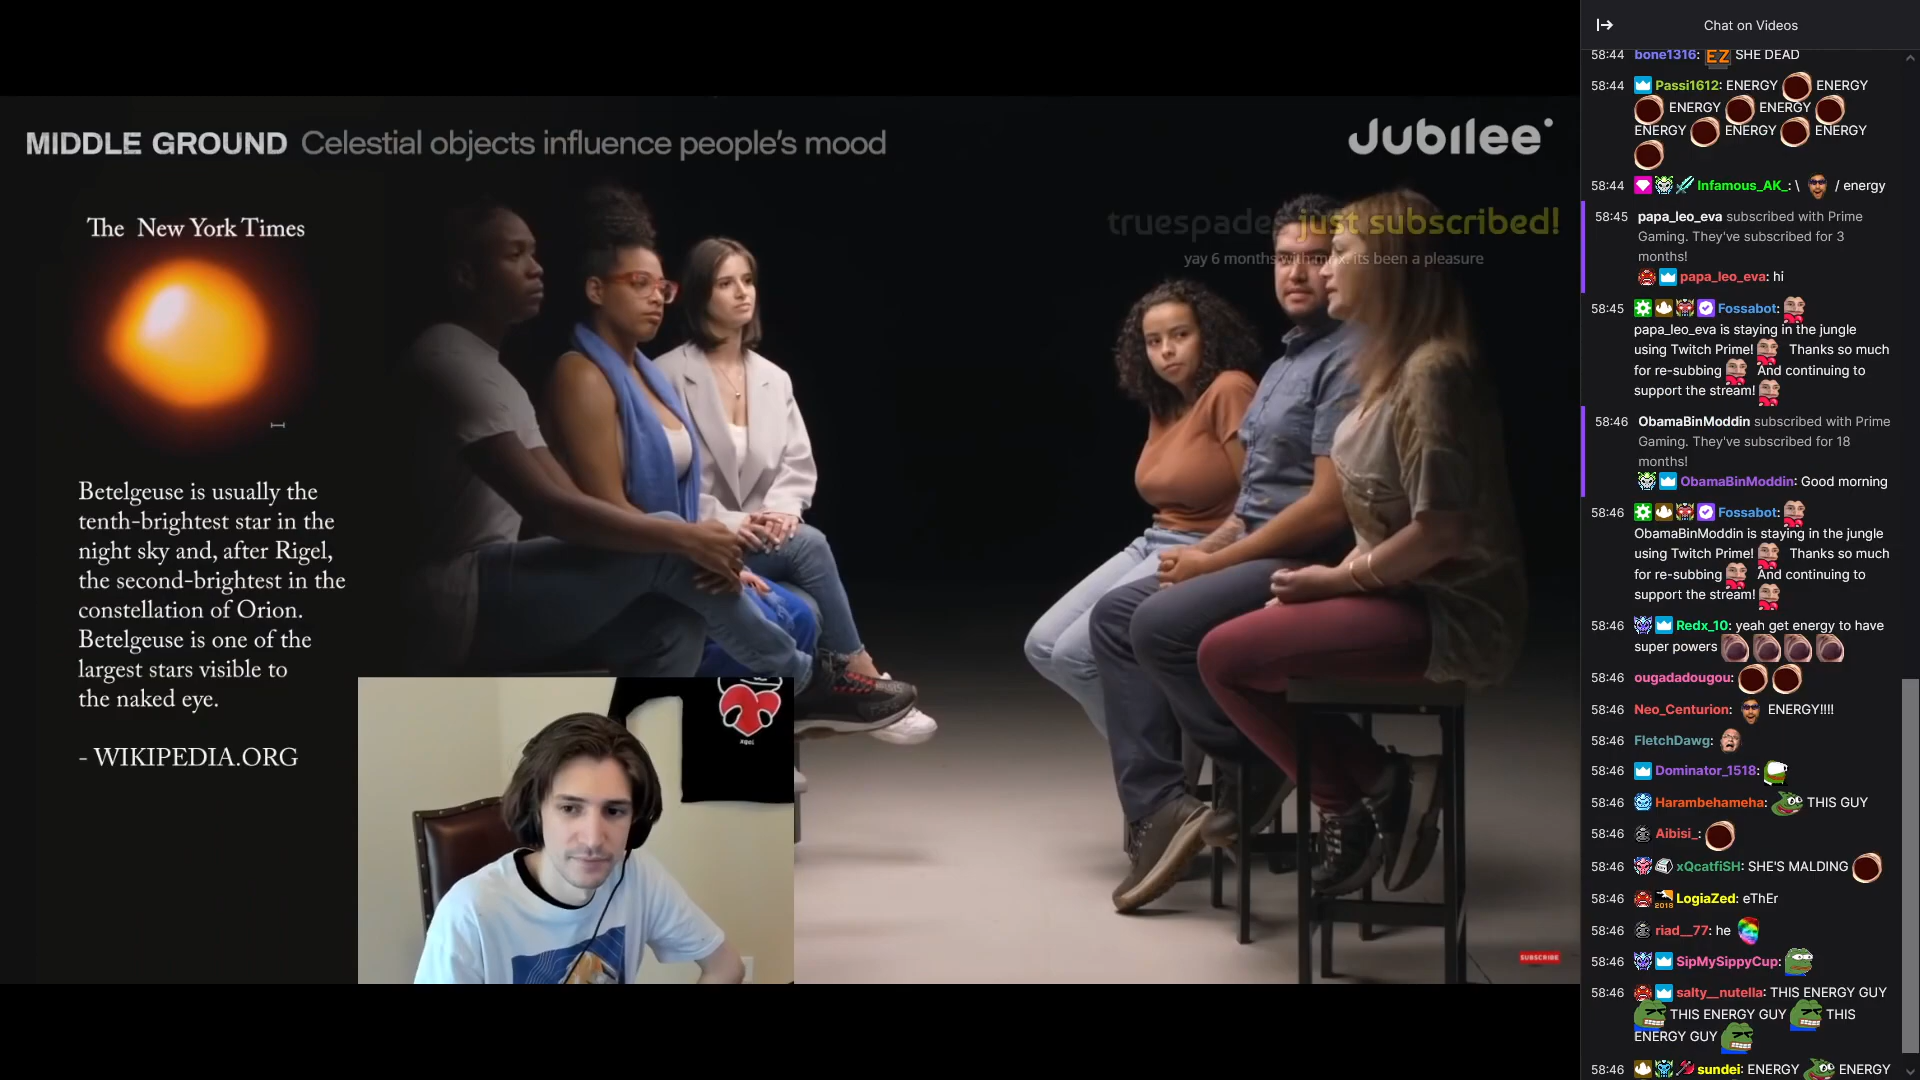 MIDDLE GROUND Celestial objects influence people's mood
Jubilee
The New York Times
truespades just subscribed!
yay 6 months with
its been a pleasure
Betelgeuse is usually the
tenth-brightest star in the
night sky and, after Rigel,
the second-brightest in the
constellation of Orion.
Betelgeuse is one of the
largest stars visible to
the naked eye.
- WIKIPEDIA.ORG
xqcL
SUBSCRIBE
Chat on Videos
58:44 bone1316: EZ SHE DEAD
58:44 Passi1612: ENERGY ENERGY
ENERGY ENERGY
ENERGY ENERGY ENERGY
58:44 Infamous_AK_: \ / energy
58:45 papa_leo_eva subscribed with Prime
Gaming. They've subscribed for 3
months!
papa_leo_eva: hi
58:45 Fossabot:
papa_leo_eva is staying in the jungle
using Twitch Prime! Thanks so much
for re-subbing And continuing to
support the stream!
58:46 ObamaBinModdin subscribed with Prime
Gaming. They've subscribed for 18
months!
ObamaBinModdin: Good morning
58:46 Fossabot:
ObamaBinModdin is staying in the jungle
using Twitch Prime! Thanks so much
for re-subbing And continuing to
support the stream!
58:46 Redx_10: yeah get energy to have
super powers
58:46 ougadadougou:
58:46 Neo_Centurion: ENERGY!!!!
58:46 FletchDawg:
58:46 Dominator_1518:
58:46 Harambehameha: THIS GUY
58:46 Aibisi_:
58:46 xQcatfiSH: SHE'S MALDING
58:46 2018 LogiaZed: eThEr
58:46 riad__77: he
58:46 SipMySippyCup:
58:46 salty__nutella: THIS ENERGY GUY
THIS ENERGY GUY THIS
ENERGY GUY
58:46 sundei: ENERGY ENERGY